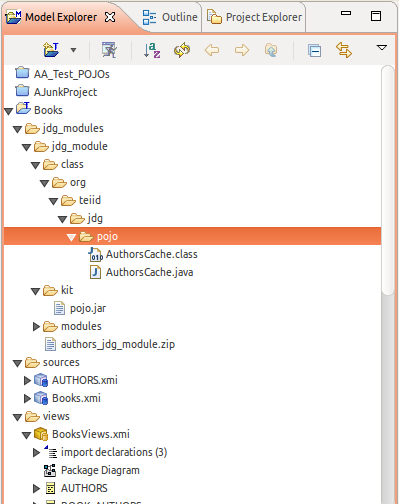 Model Explorer
Outline
Project Explorer
AA_Test_POJOs
AJunkProject
Books
jdg_modules
jdg_module
class
org
teiid
jdg
pojo
AuthorsCache.class
AuthorsCache.java
kit
pojo.jar
modules
authors_jdg_module.zip
sources
AUTHORS.xmi
Books.xmi
views
BooksViews.xmi
import declarations (3)
Package Diagram
AUTHORS